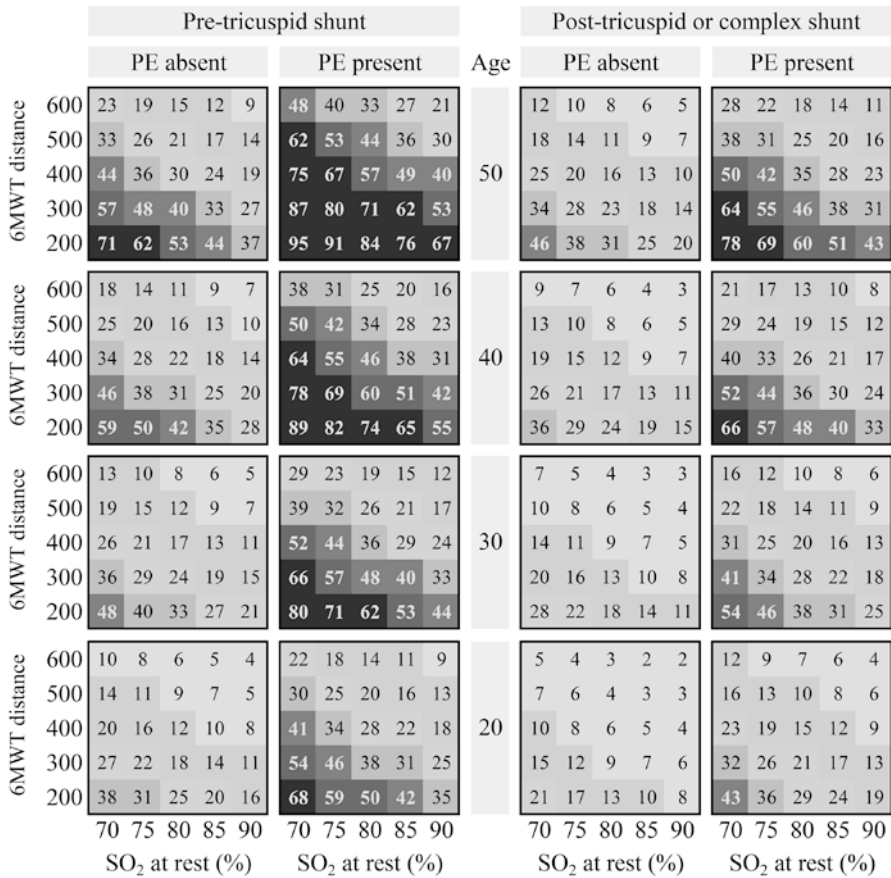 Pre-tricuspid shunt Post-tricuspid or complex shunt
PE absent PE present Age PE absent PE present
6MWT distance
600 23 19 15 12 9 48 40 33 27 21 12 10 8 6 5 28 22 18 14 11
500 33 26 21 17 14 62 53 44 36 30 18 14 11 9 7 38 31 25 20 16
400 44 36 30 24 19 75 67 57 49 40 50 25 20 16 13 10 50 42 35 28 23
300 57 48 40 33 27 87 80 71 62 53 34 28 23 18 14 64 55 46 38 31
200 71 62 53 44 37 95 91 84 76 67 46 38 31 25 20 78 69 60 51 43
6MWT distance
600 18 14 11 9 7 38 31 25 20 16 9 7 6 4 3 21 17 13 10 8
500 25 20 16 13 10 50 42 34 28 23 13 10 8 6 5 29 24 19 15 12
400 34 28 22 18 14 64 55 46 38 31 40 19 15 12 9 7 40 33 26 21 17
300 46 38 31 25 20 78 69 60 51 42 26 21 17 13 11 52 44 36 30 24
200 59 50 42 35 28 89 82 74 65 55 36 29 24 19 15 66 57 48 40 33
6MWT distance
600 13 10 8 6 5 29 23 19 15 12 7 5 4 3 3 16 12 10 8 6
500 19 15 12 9 7 39 32 26 21 17 10 8 6 5 4 22 18 14 11 9
400 26 21 17 13 11 52 44 36 29 24 30 14 11 9 7 5 31 25 20 16 13
300 36 29 24 19 15 66 57 48 40 33 20 16 13 10 8 41 34 28 22 18
200 48 40 33 27 21 80 71 62 53 44 28 22 18 14 11 54 46 38 31 25
6MWT distance
600 10 8 6 5 4 22 18 14 11 9 5 4 3 2 2 12 9 7 6 4
500 14 11 9 7 5 30 25 20 16 13 7 6 4 3 3 16 13 10 8 6
400 20 16 12 10 8 41 34 28 22 18 20 10 8 6 5 4 23 19 15 12 9
300 27 22 18 14 11 54 46 38 31 25 15 12 9 7 6 32 26 21 17 13
200 38 31 25 20 16 68 59 50 42 35 21 17 13 10 8 43 36 29 24 19
70 75 80 85 90 70 75 80 85 90 70 75 80 85 90 70 75 80 85 90
SO₂ at rest (%) SO₂ at rest (%) SO₂ at rest (%) SO₂ at rest (%)